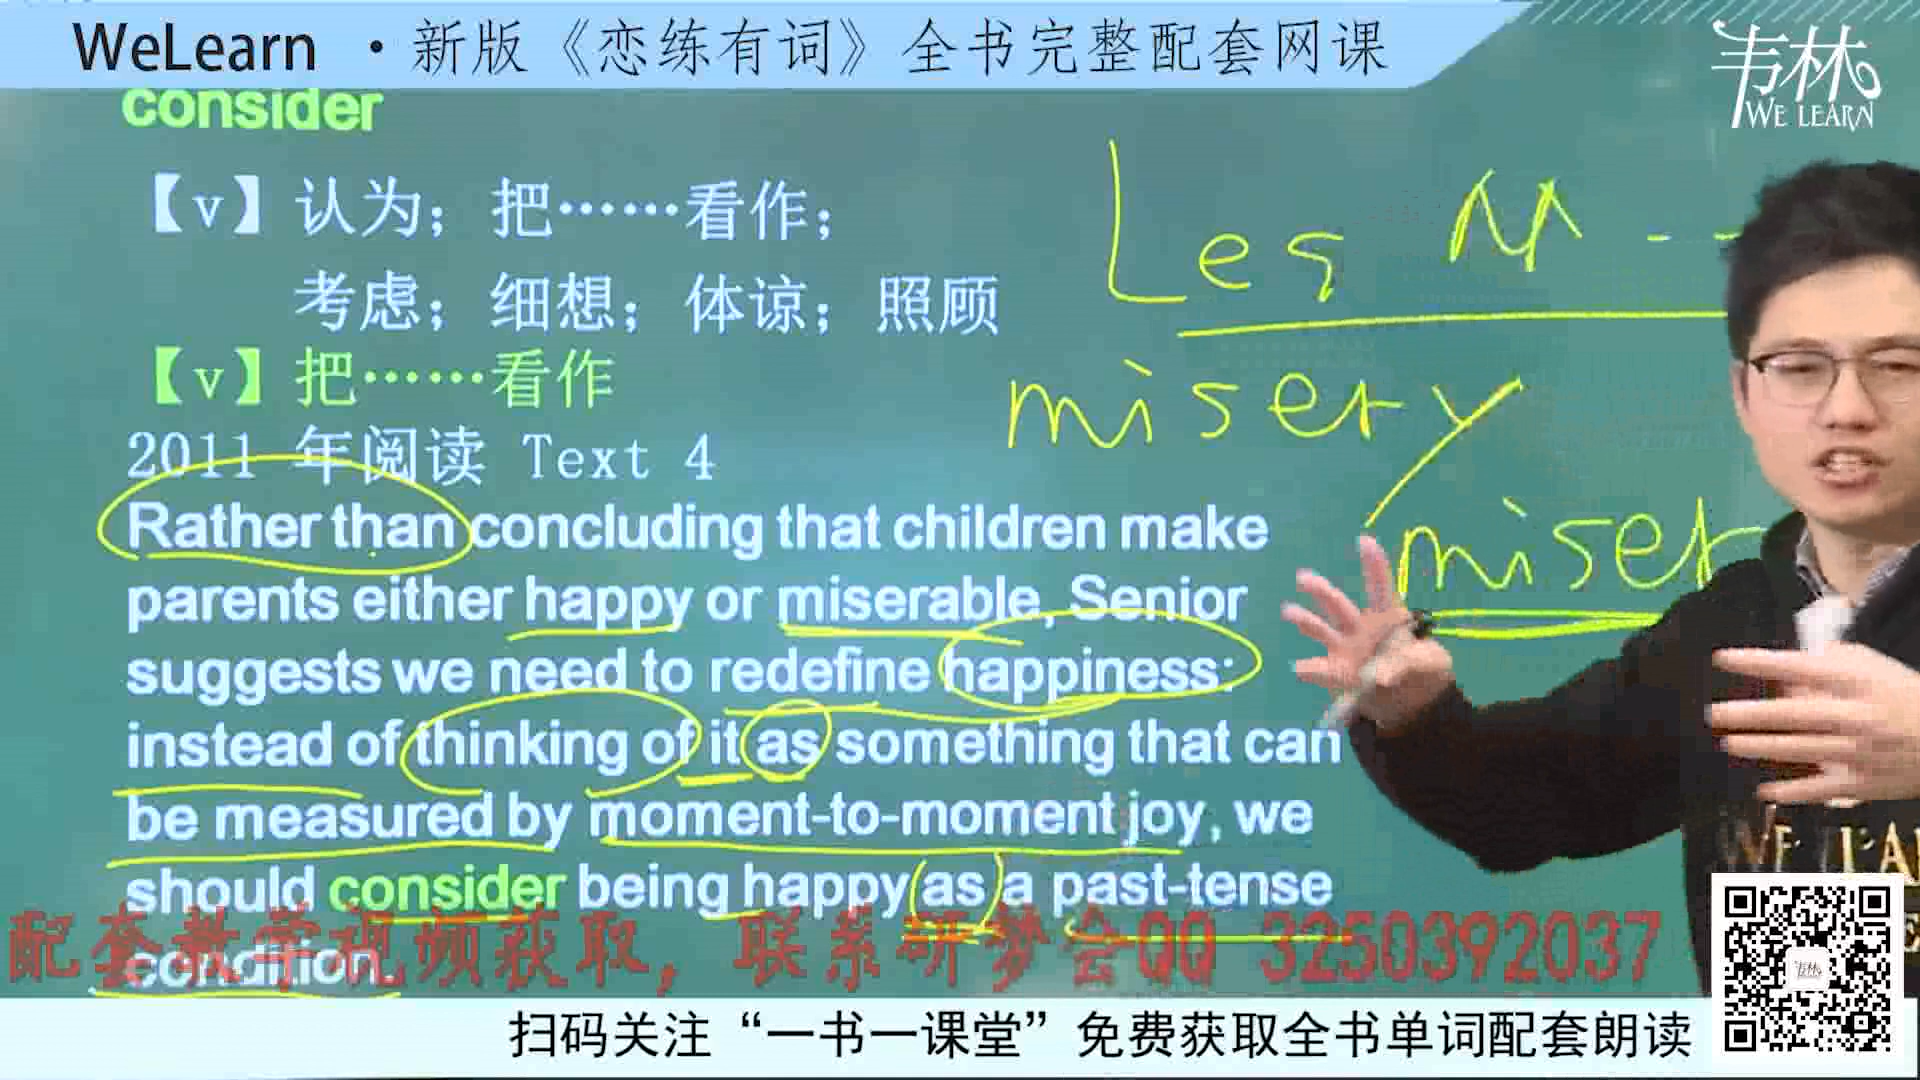 WeLearn ·新版《恋练有词》全书完整配套网课
韦林
WE LEARN
consider
【v】认为；把……看作；
考虑；细想；体谅；照顾
【v】把……看作
2011 年阅读 Text 4
Rather than concluding that children make
parents either happy or miserable, Senior
suggests we need to redefine happiness:
instead of thinking of it as something that can
be measured by moment-to-moment joy, we
should consider being happy as a past-tense
condition.
Les M---
misery
miser
配套教学视频获取，联系研梦会QQ 3250392037
扫码关注“一书一课堂”免费获取全书单词配套朗读